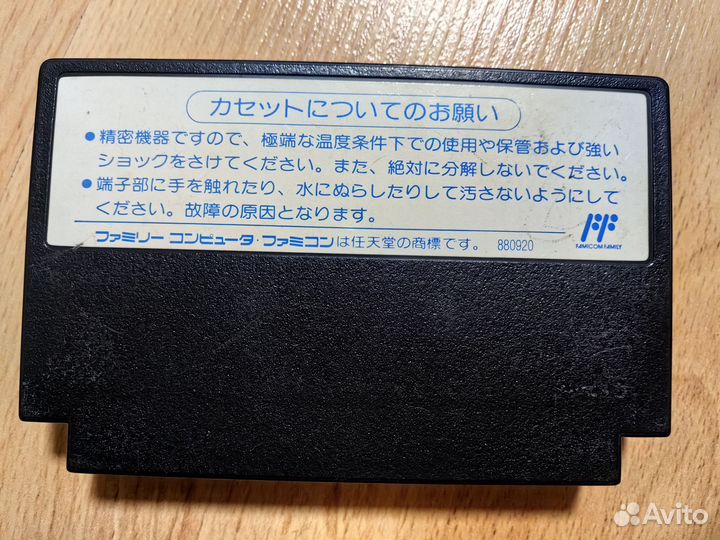 カセットについてのお願い
●精密機器ですので、極端な温度条件下での使用や保管および強い
ショックをさけてください。また、絶対に分解しないでください。
●端子部に手を触れたり、水にぬらしたりして汚さないようにして
ください。故障の原因となります。
ファミリー コンピュータ・ファミコンは任天堂の商標です。 880920
FAMICOM FAMILY
Avito